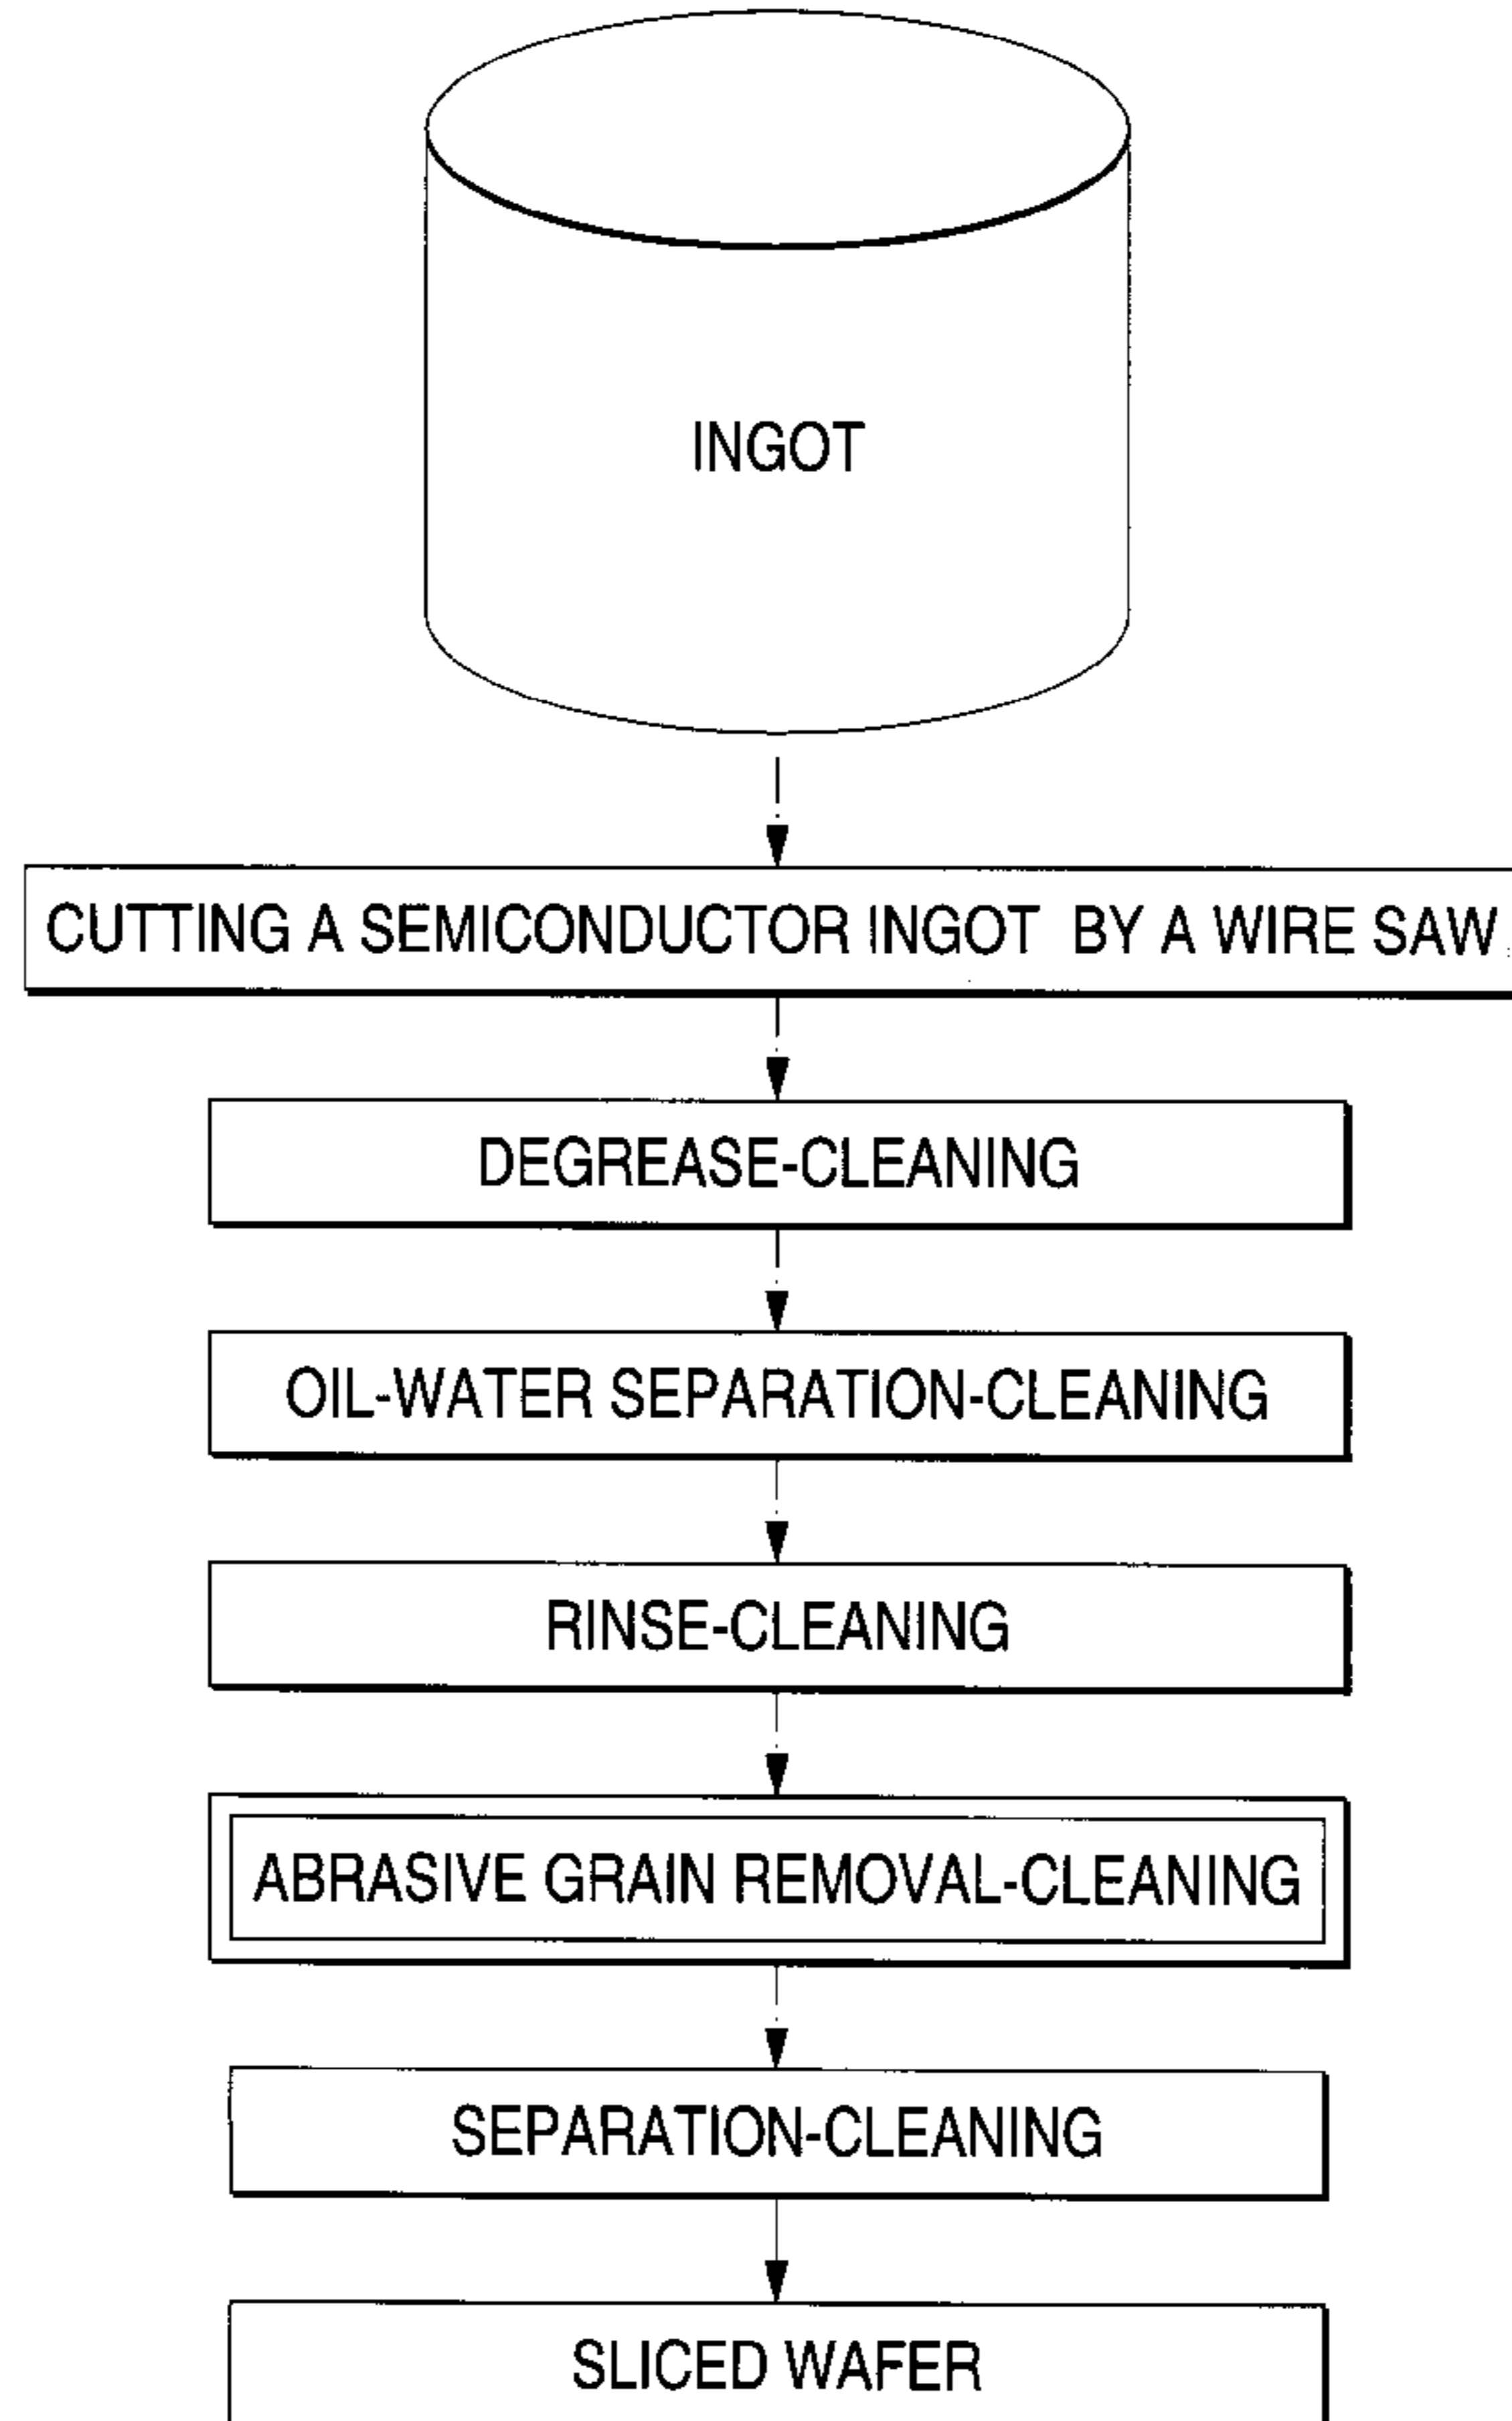 INGOT
CUTTING A SEMICONDUCTOR INGOT BY A WIRE SAW
DEGREASE-CLEANING
OIL-WATER SEPARATION-CLEANING
RINSE-CLEANING
ABRASIVE GRAIN REMOVAL-CLEANING
SEPARATION-CLEANING
SLICED WAFER